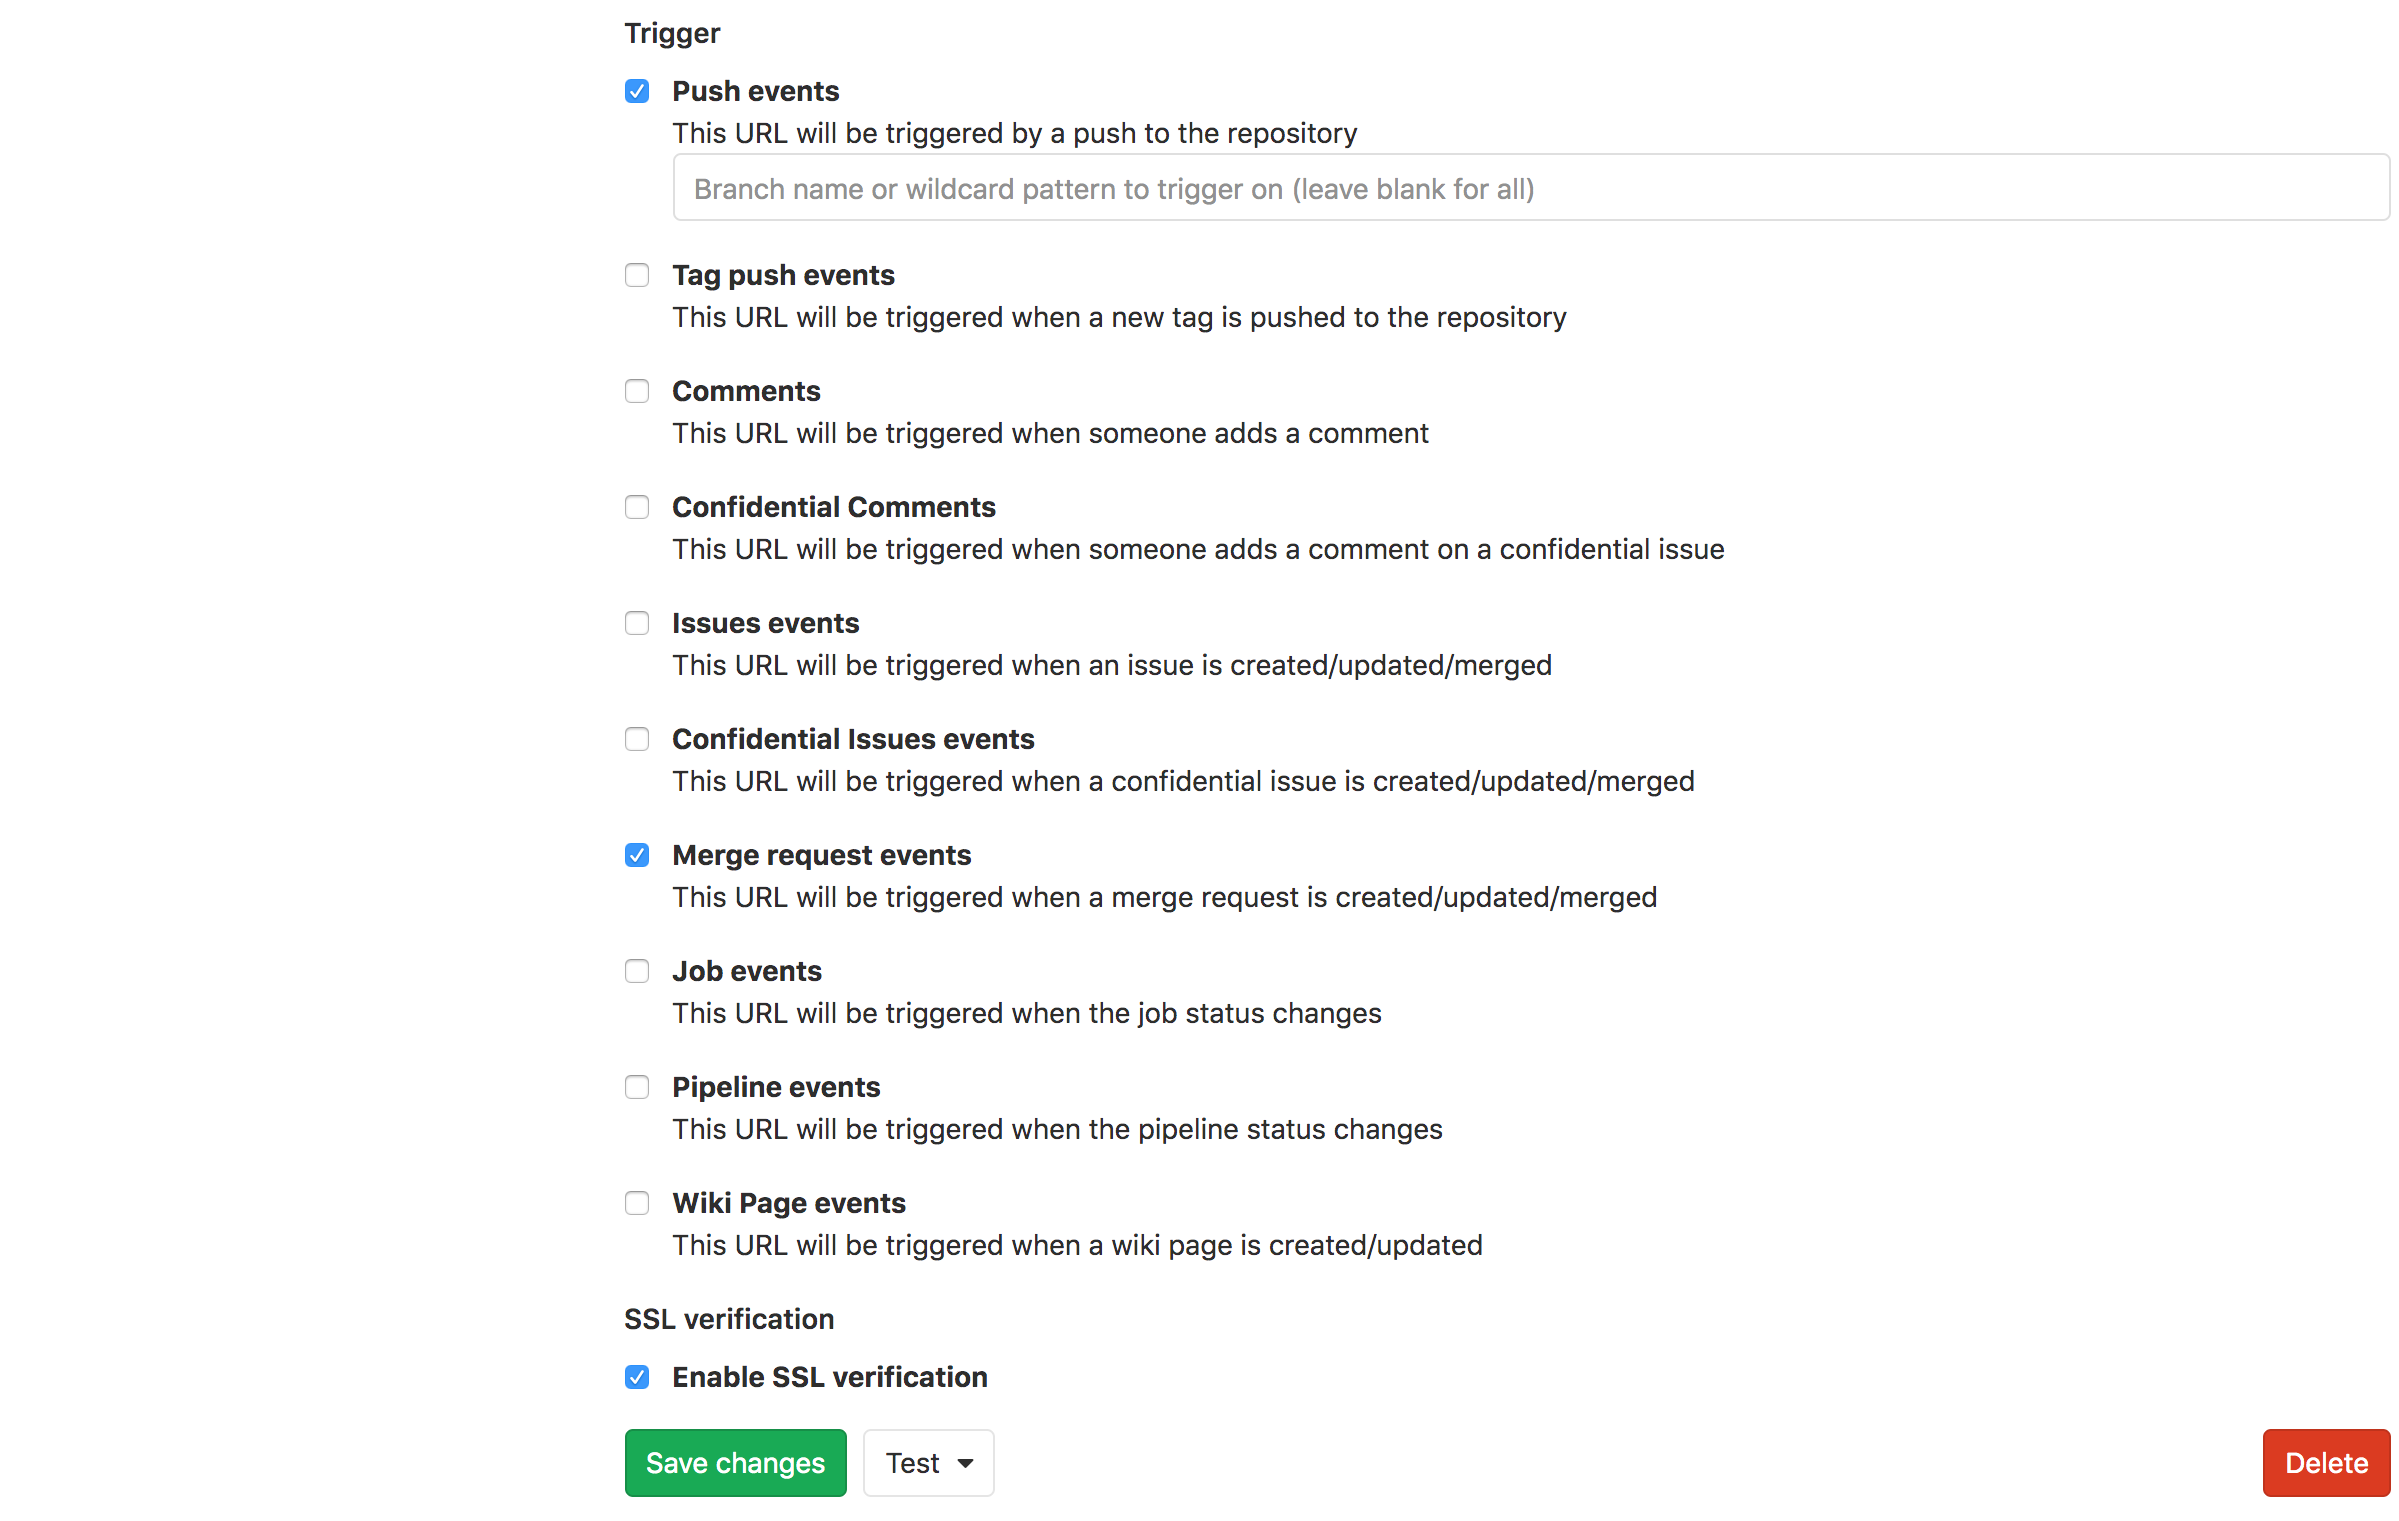 Trigger
Push events
This URL will be triggered by a push to the repository
Branch name or wildcard pattern to trigger on (leave blank for all)
Tag push events
This URL will be triggered when a new tag is pushed to the repository
Comments
This URL will be triggered when someone adds a comment
Confidential Comments
This URL will be triggered when someone adds a comment on a confidential issue
Issues events
This URL will be triggered when an issue is created/updated/merged
Confidential Issues events
This URL will be triggered when a confidential issue is created/updated/merged
Merge request events
This URL will be triggered when a merge request is created/updated/merged
Job events
This URL will be triggered when the job status changes
Pipeline events
This URL will be triggered when the pipeline status changes
Wiki Page events
This URL will be triggered when a wiki page is created/updated
SSL verification
Enable SSL verification
Save changes Test Delete